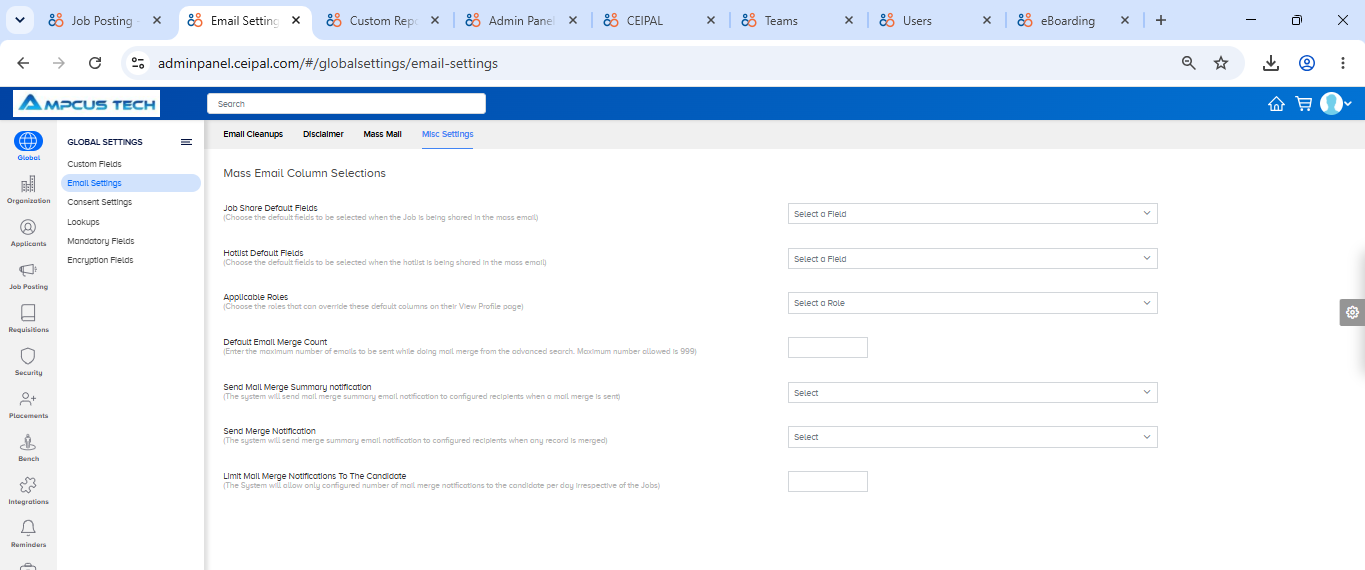 Job Posting -
Email Setting
Custom Repo
Admin Panel
CEIPAL
Teams
Users
eBoarding
adminpanel.ceipal.com/#/globalsettings/email-settings
AMPCUS TECH
Search
Global
Organization
Applicants
Job Posting
Requisitions
Security
Placements
Bench
Integrations
Reminders
GLOBAL SETTINGS
Custom Fields
Email Settings
Consent Settings
Lookups
Mandatory Fields
Encryption Fields
Email Cleanups
Disclaimer
Mass Mail
Misc Settings
Mass Email Column Selections
Job Share Default Fields
(Choose the default fields to be selected when the Job is being shared in the mass email)
Select a Field
Hotlist Default Fields
(Choose the default fields to be selected when the hotlist is being shared in the mass email)
Select a Field
Applicable Roles
(Choose the roles that can override these default columns on their View Profile page)
Select a Role
Default Email Merge Count
(Enter the maximum number of emails to be sent while doing mail merge from the advanced search. Maximum number allowed is 999)
Send Mail Merge Summary notification
(The system will send mail merge summary email notification to configured recipients when a mail merge is sent)
Select
Send Merge Notification
(The system will send merge summary email notification to configured recipients when any record is merged)
Select
Limit Mail Merge Notifications To The Candidate
(The System will allow only configured number of mail merge notifications to the candidate per day irrespective of the Jobs)